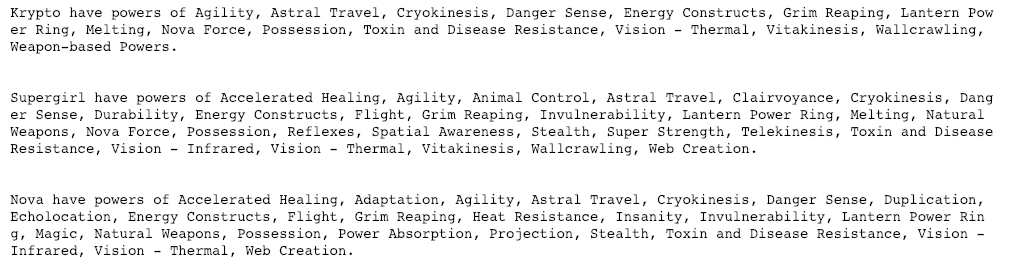 Krypto have powers of Agility, Astral Travel, Cryokinesis, Danger Sense, Energy Constructs, Grim Reaping, Lantern Pow
er Ring, Melting, Nova Force, Possession, Toxin and Disease Resistance, Vision - Thermal, Vitakinesis, Wallcrawling,
Weapon-based Powers.
Supergirl have powers of Accelerated Healing, Agility, Animal Control, Astral Travel, Clairvoyance, Cryokinesis, Dang
er Sense, Durability, Energy Constructs, Flight, Grim Reaping, Invulnerability, Lantern Power Ring, Melting, Natural
Weapons, Nova Force, Possession, Reflexes, Spatial Awareness, Stealth, Super Strength, Telekinesis, Toxin and Disease
Resistance, Vision - Infrared, Vision - Thermal, Vitakinesis, Wallcrawling, Web Creation.
Nova have powers of Accelerated Healing, Adaptation, Agility, Astral Travel, Cryokinesis, Danger Sense, Duplication,
Echolocation, Energy Constructs, Flight, Grim Reaping, Heat Resistance, Insanity, Invulnerability, Lantern Power Rin
g, Magic, Natural Weapons, Possession, Power Absorption, Projection, Stealth, Toxin and Disease Resistance, Vision -
Infrared, Vision - Thermal, Web Creation.